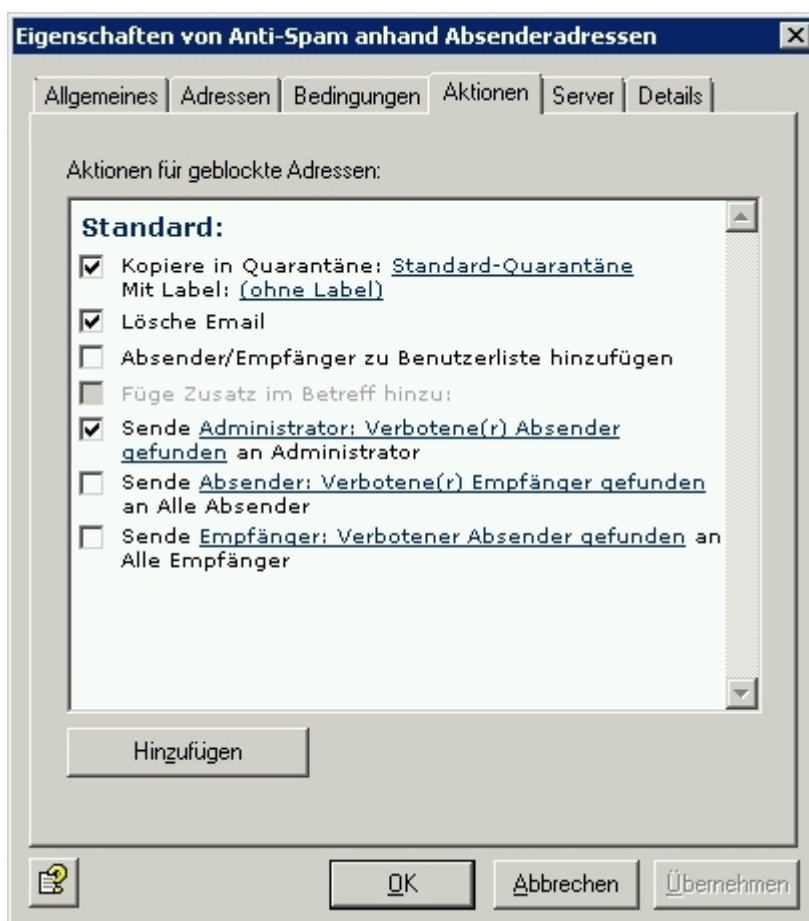 Eigenschaften von Anti-Spam anhand Absenderadressen
Allgemeines Adressen Bedingungen Aktionen Server Details
Aktionen für geblockte Adressen:
Standard:
Kopiere in Quarantäne: Standard-Quarantäne
Mit Label: (ohne Label)
Lösche Email
Absender/Empfänger zu Benutzerliste hinzufügen
Füge Zusatz im Betreff hinzu:
Sende Administrator: Verbotene(r) Absender
gefunden an Administrator
Sende Absender: Verbotene(r) Empfänger gefunden
an Alle Absender
Sende Empfänger: Verbotener Absender gefunden an
Alle Empfänger
Hinzufügen
OK Abbrechen Übernehmen